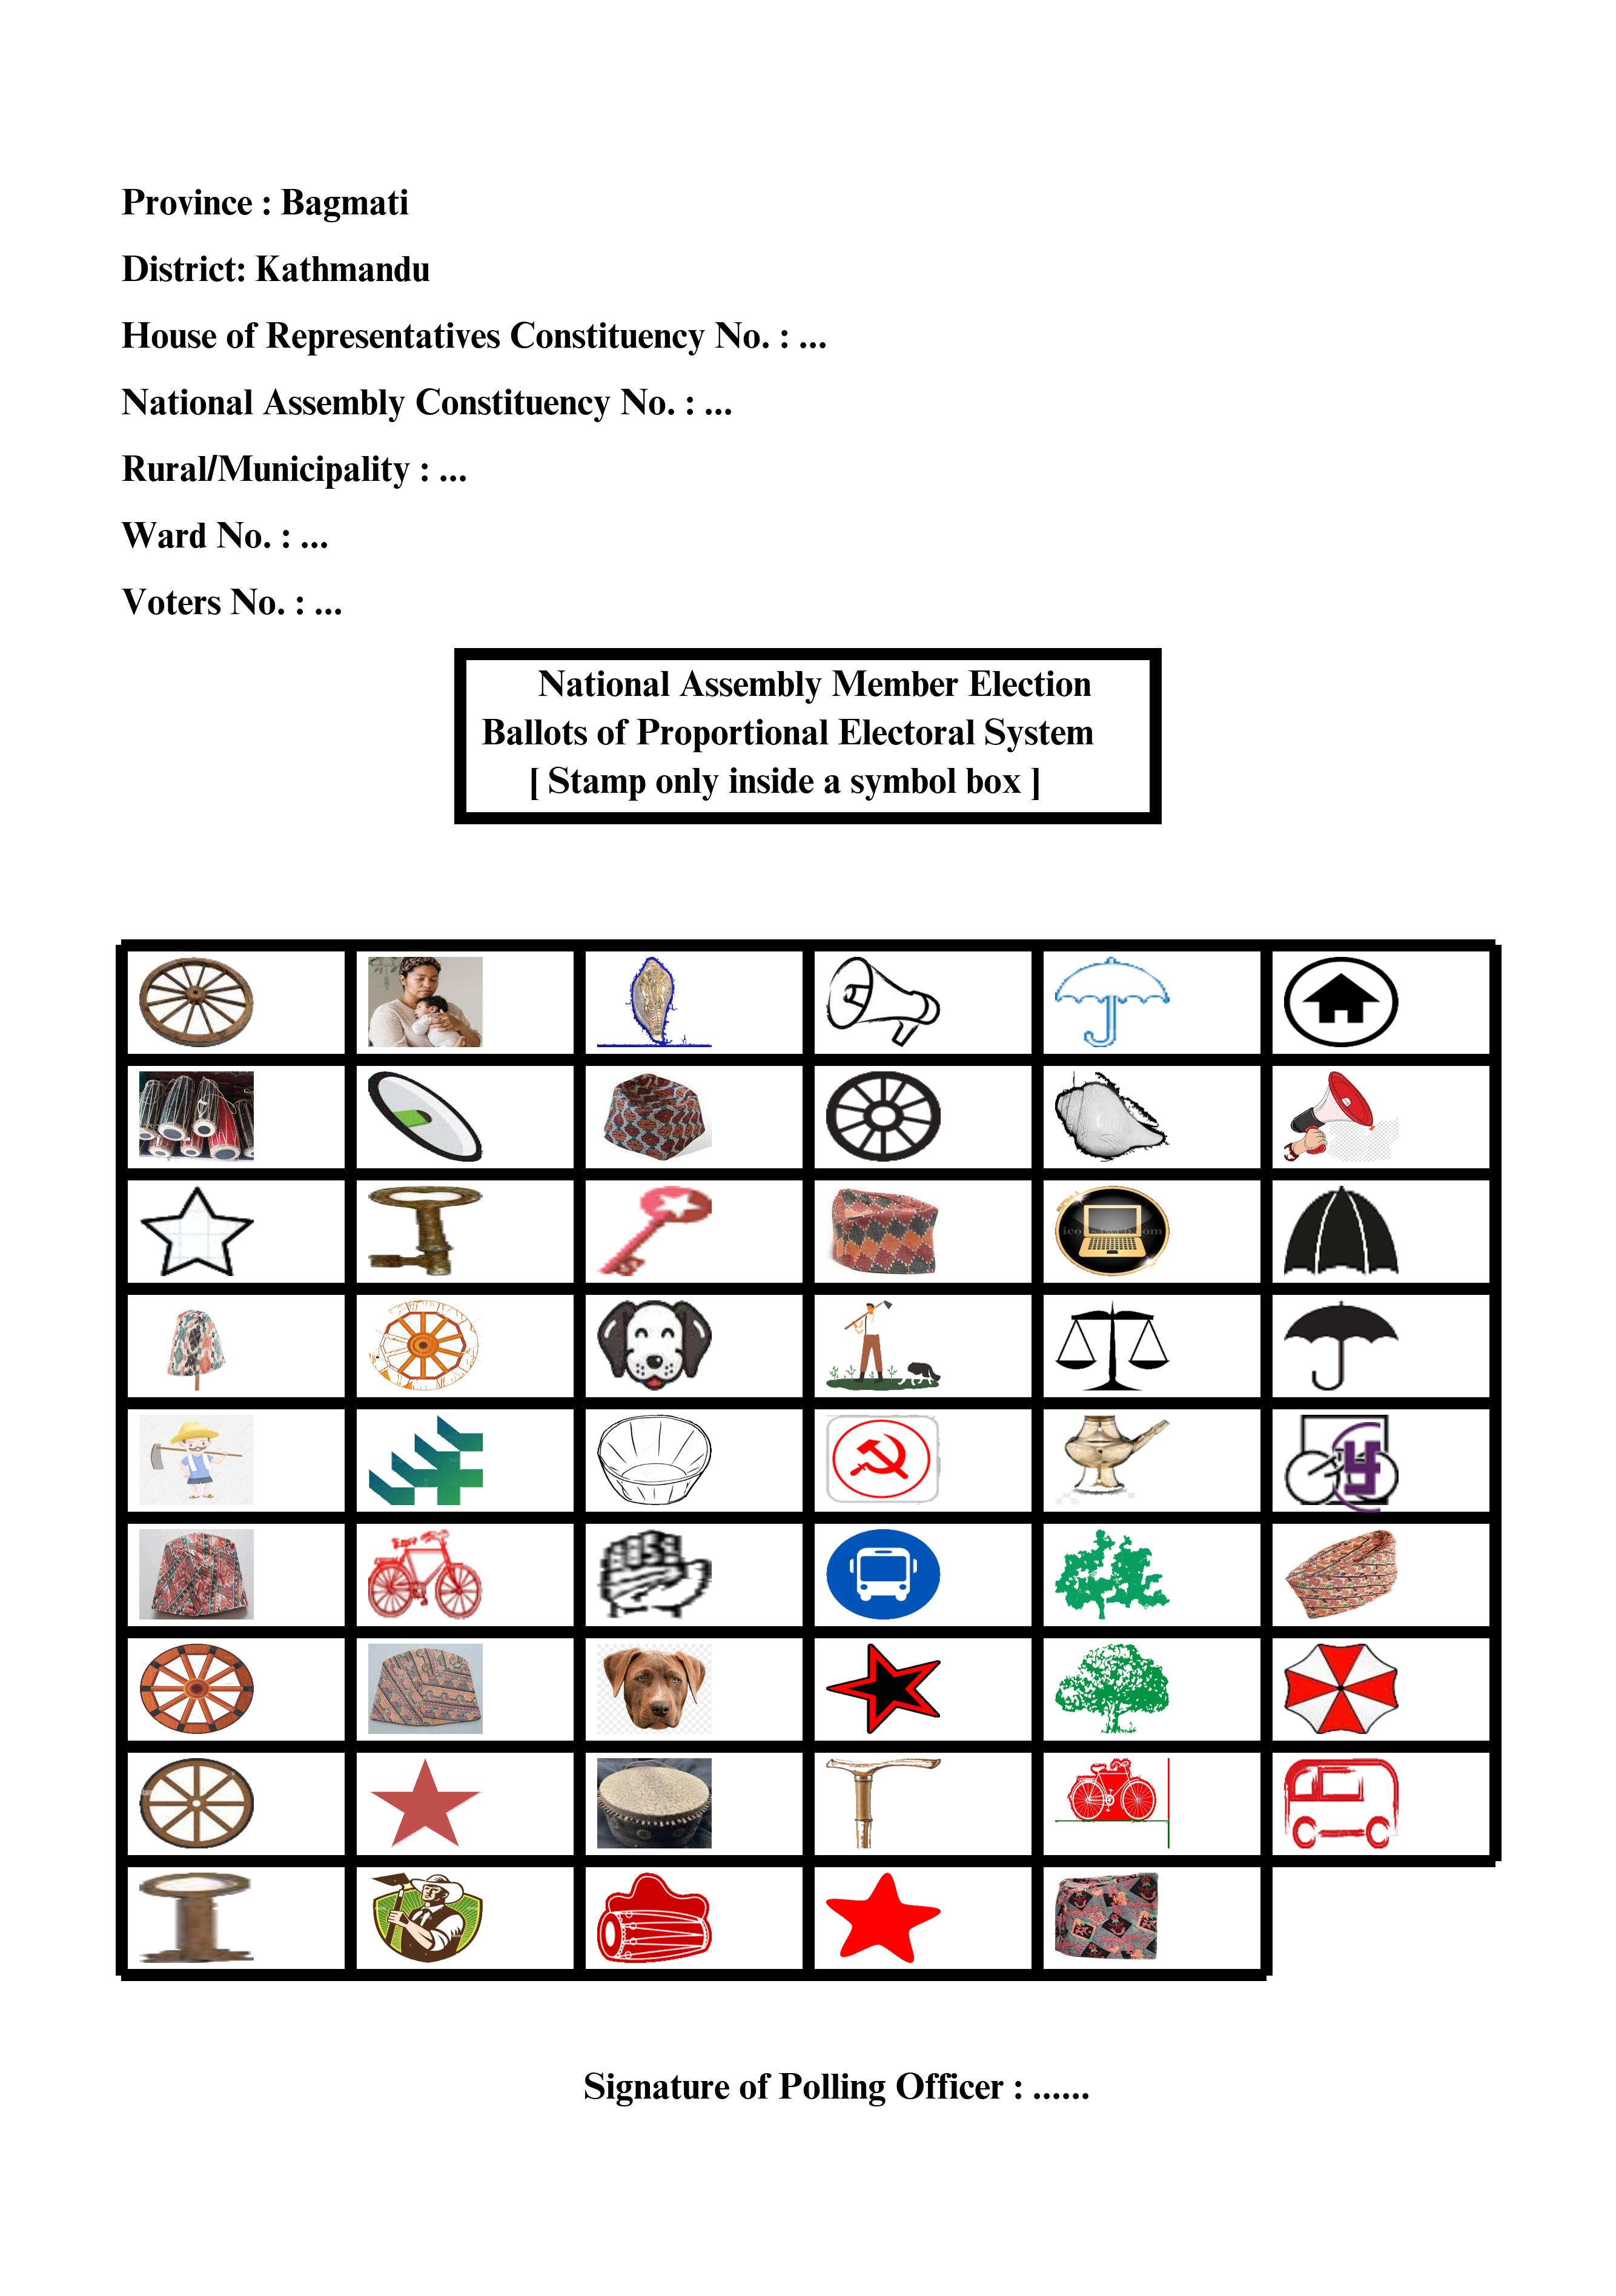 Province : Bagmati
District: Kathmandu
House of Representatives Constituency No. : ...
National Assembly Constituency No. : ...
Rural/Municipality : ...
Ward No. : ...
Voters No. : ...
National Assembly Member Election
Ballots of Proportional Electoral System
[ Stamp only inside a symbol box ]
Signature of Polling Officer : ......